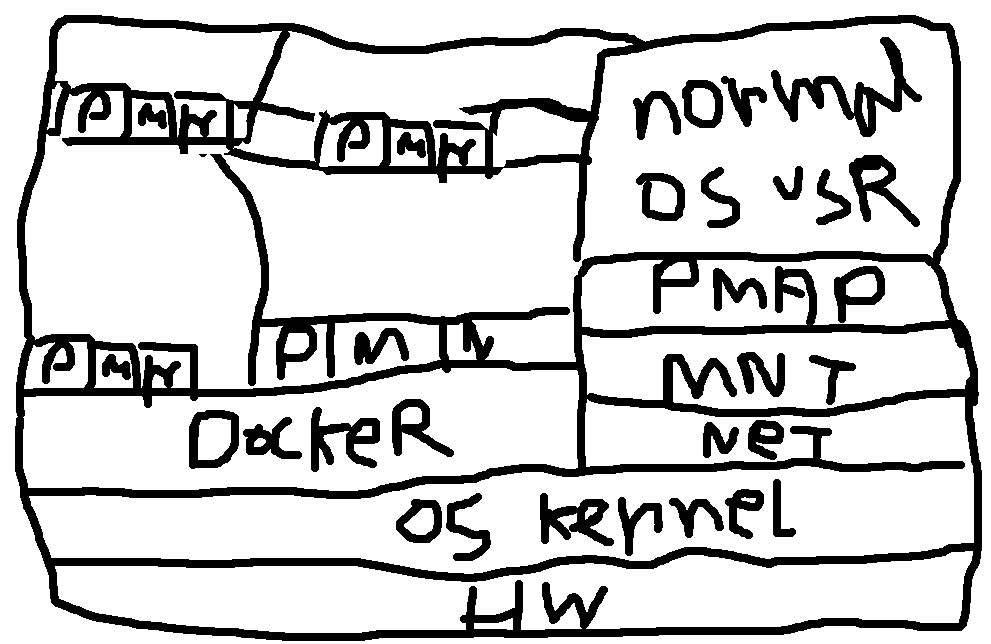 normal
OS USR
P M N
P M N
PMAP
P M N
P M N
MNT
DOCKER
NET
OS Kernel
HW